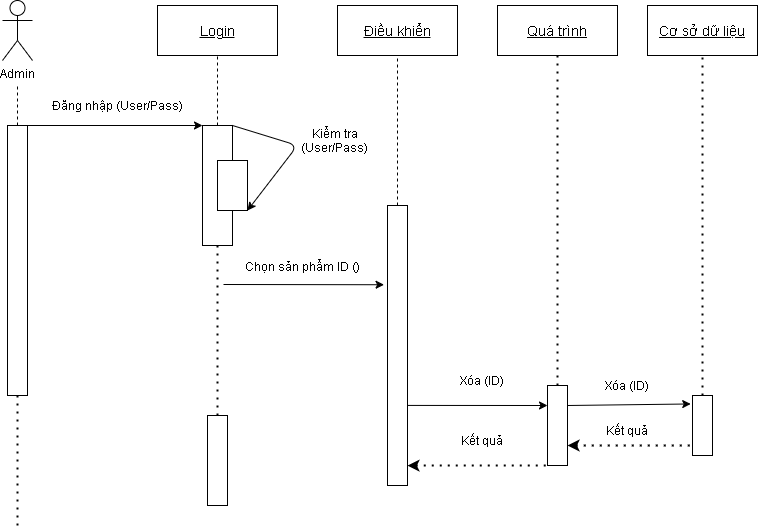 Login
Điều khiển
Quá trình
Cơ sở dữ liệu
Admin
Đăng nhập (User/Pass)
Kiểm tra
(User/Pass)
Chọn sản phẩm ID ()
Xóa (ID)
Xóa (ID)
Kết quả
Kết quả